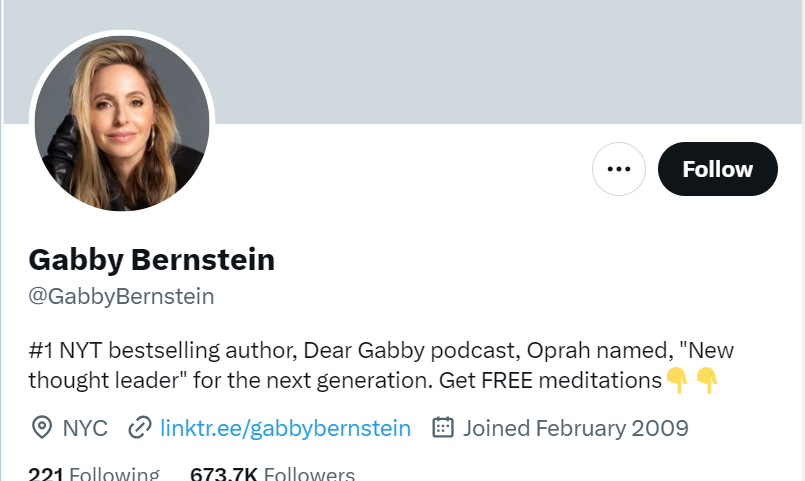 Follow
Gabby Bernstein
@GabbyBernstein
#1 NYT bestselling author, Dear Gabby podcast, Oprah named, "New
thought leader" for the next generation. Get FREE meditations👇👇
NYC linktr.ee/gabbybernstein Joined February 2009
221 Following 673.7K Followers